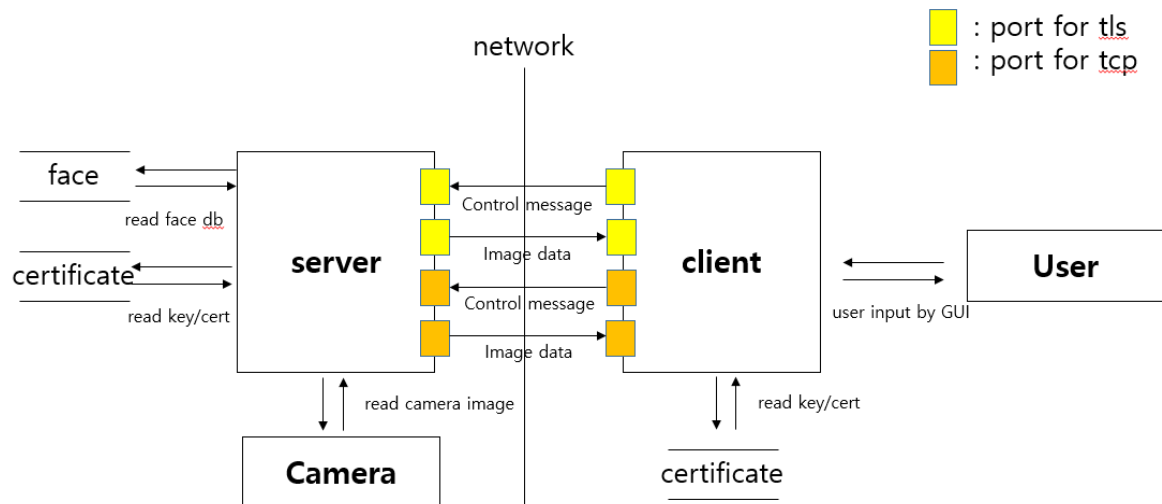 : port for tls
: port for tcp
network
face
read face db
certificate
read key/cert
server
Control message
Image data
Control message
Image data
client
User
user input by GUI
read camera image
Camera
read key/cert
certificate